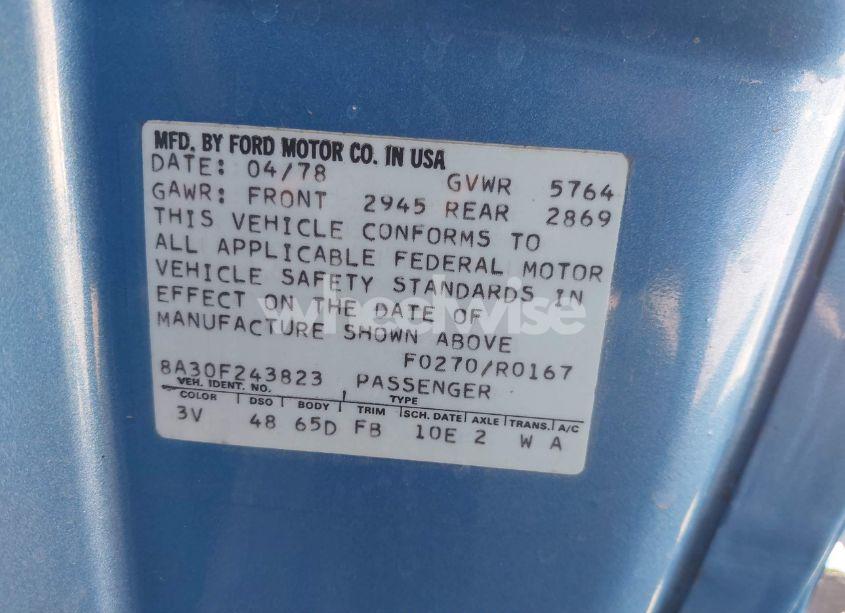 MFD. BY FORD MOTOR CO. IN USA
DATE: 04/78 GVWR 5764
GAWR: FRONT 2945 REAR 2869
THIS VEHICLE CONFORMS TO
ALL APPLICABLE FEDERAL MOTOR
VEHICLE SAFETY STANDARDS IN
EFFECT ON THE DATE OF
MANUFACTURE SHOWN ABOVE
F0270/R0167
8A30F243823 PASSENGER
VEH. IDENT. NO. TYPE
COLOR DSO BODY TRIM SCH. DATE AXLE TRANS. A/C
3V 48 65D FB 10E 2 W A
wheelwise